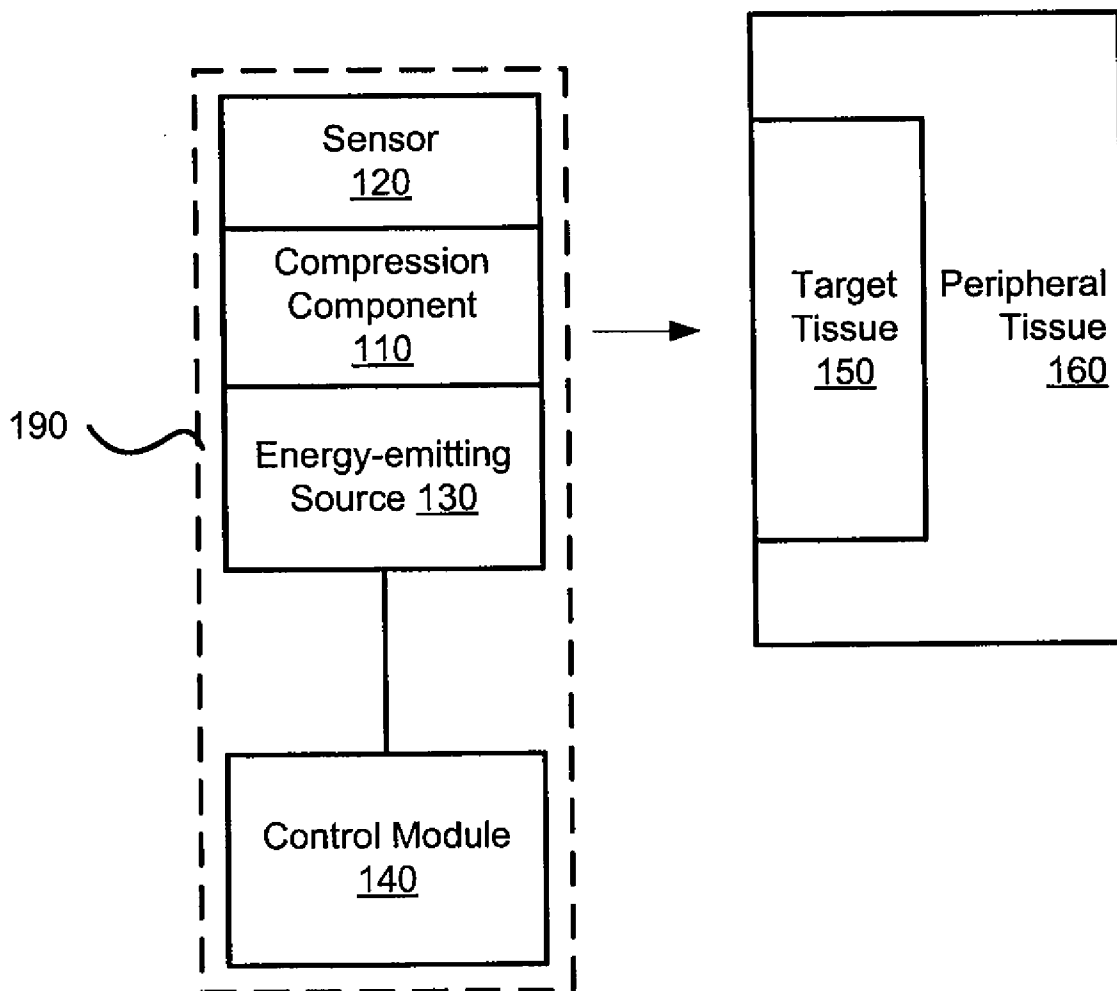 Sensor
120
Compression
Component
110
Energy-emitting
Source 130
190
Control Module
140
Target
Tissue
150
Peripheral
Tissue
160